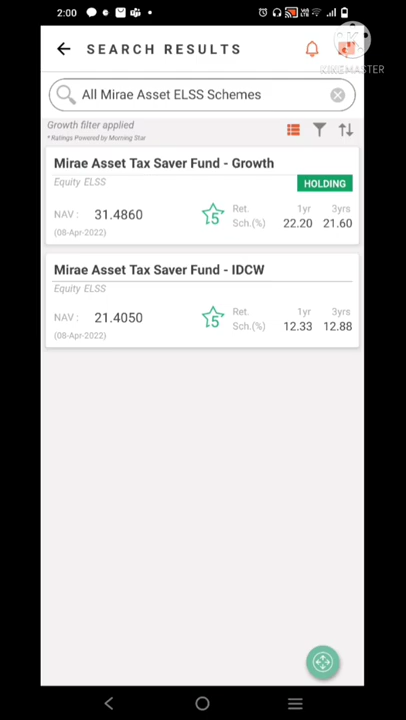 2:00
SEARCH RESULTS
KINEMASTER
All Mirae Asset ELSS Schemes
Growth filter applied
* Ratings Powered by Morning Star
Mirae Asset Tax Saver Fund - Growth
Equity ELSS
HOLDING
NAV : 31.4860 5 Ret. 1yr 3yrs
Sch.(%) 22.20 21.60
(08-Apr-2022)
Mirae Asset Tax Saver Fund - IDCW
Equity ELSS
NAV : 21.4050 5 Ret. 1yr 3yrs
Sch.(%) 12.33 12.88
(08-Apr-2022)